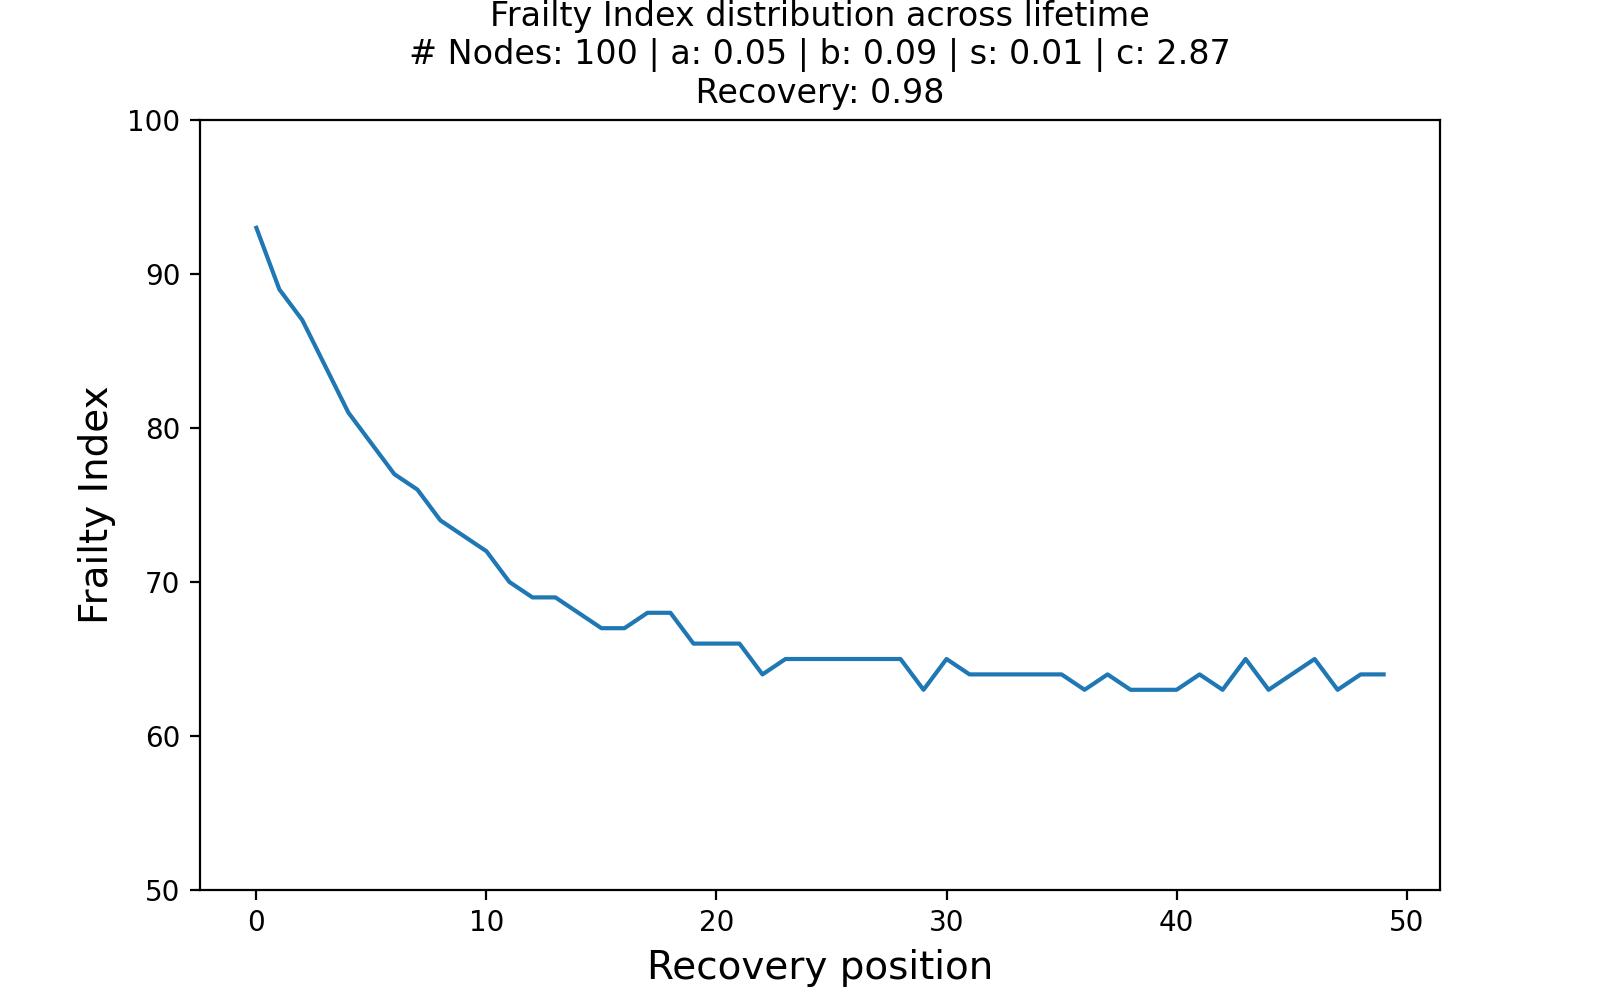 Frailty Index distribution across lifetime
# Nodes: 100 | a: 0.05 | b: 0.09 | s: 0.01 | c: 2.87
Recovery: 0.98
100
90
80
70
60
50
Frailty Index
0 10 20 30 40 50
Recovery position